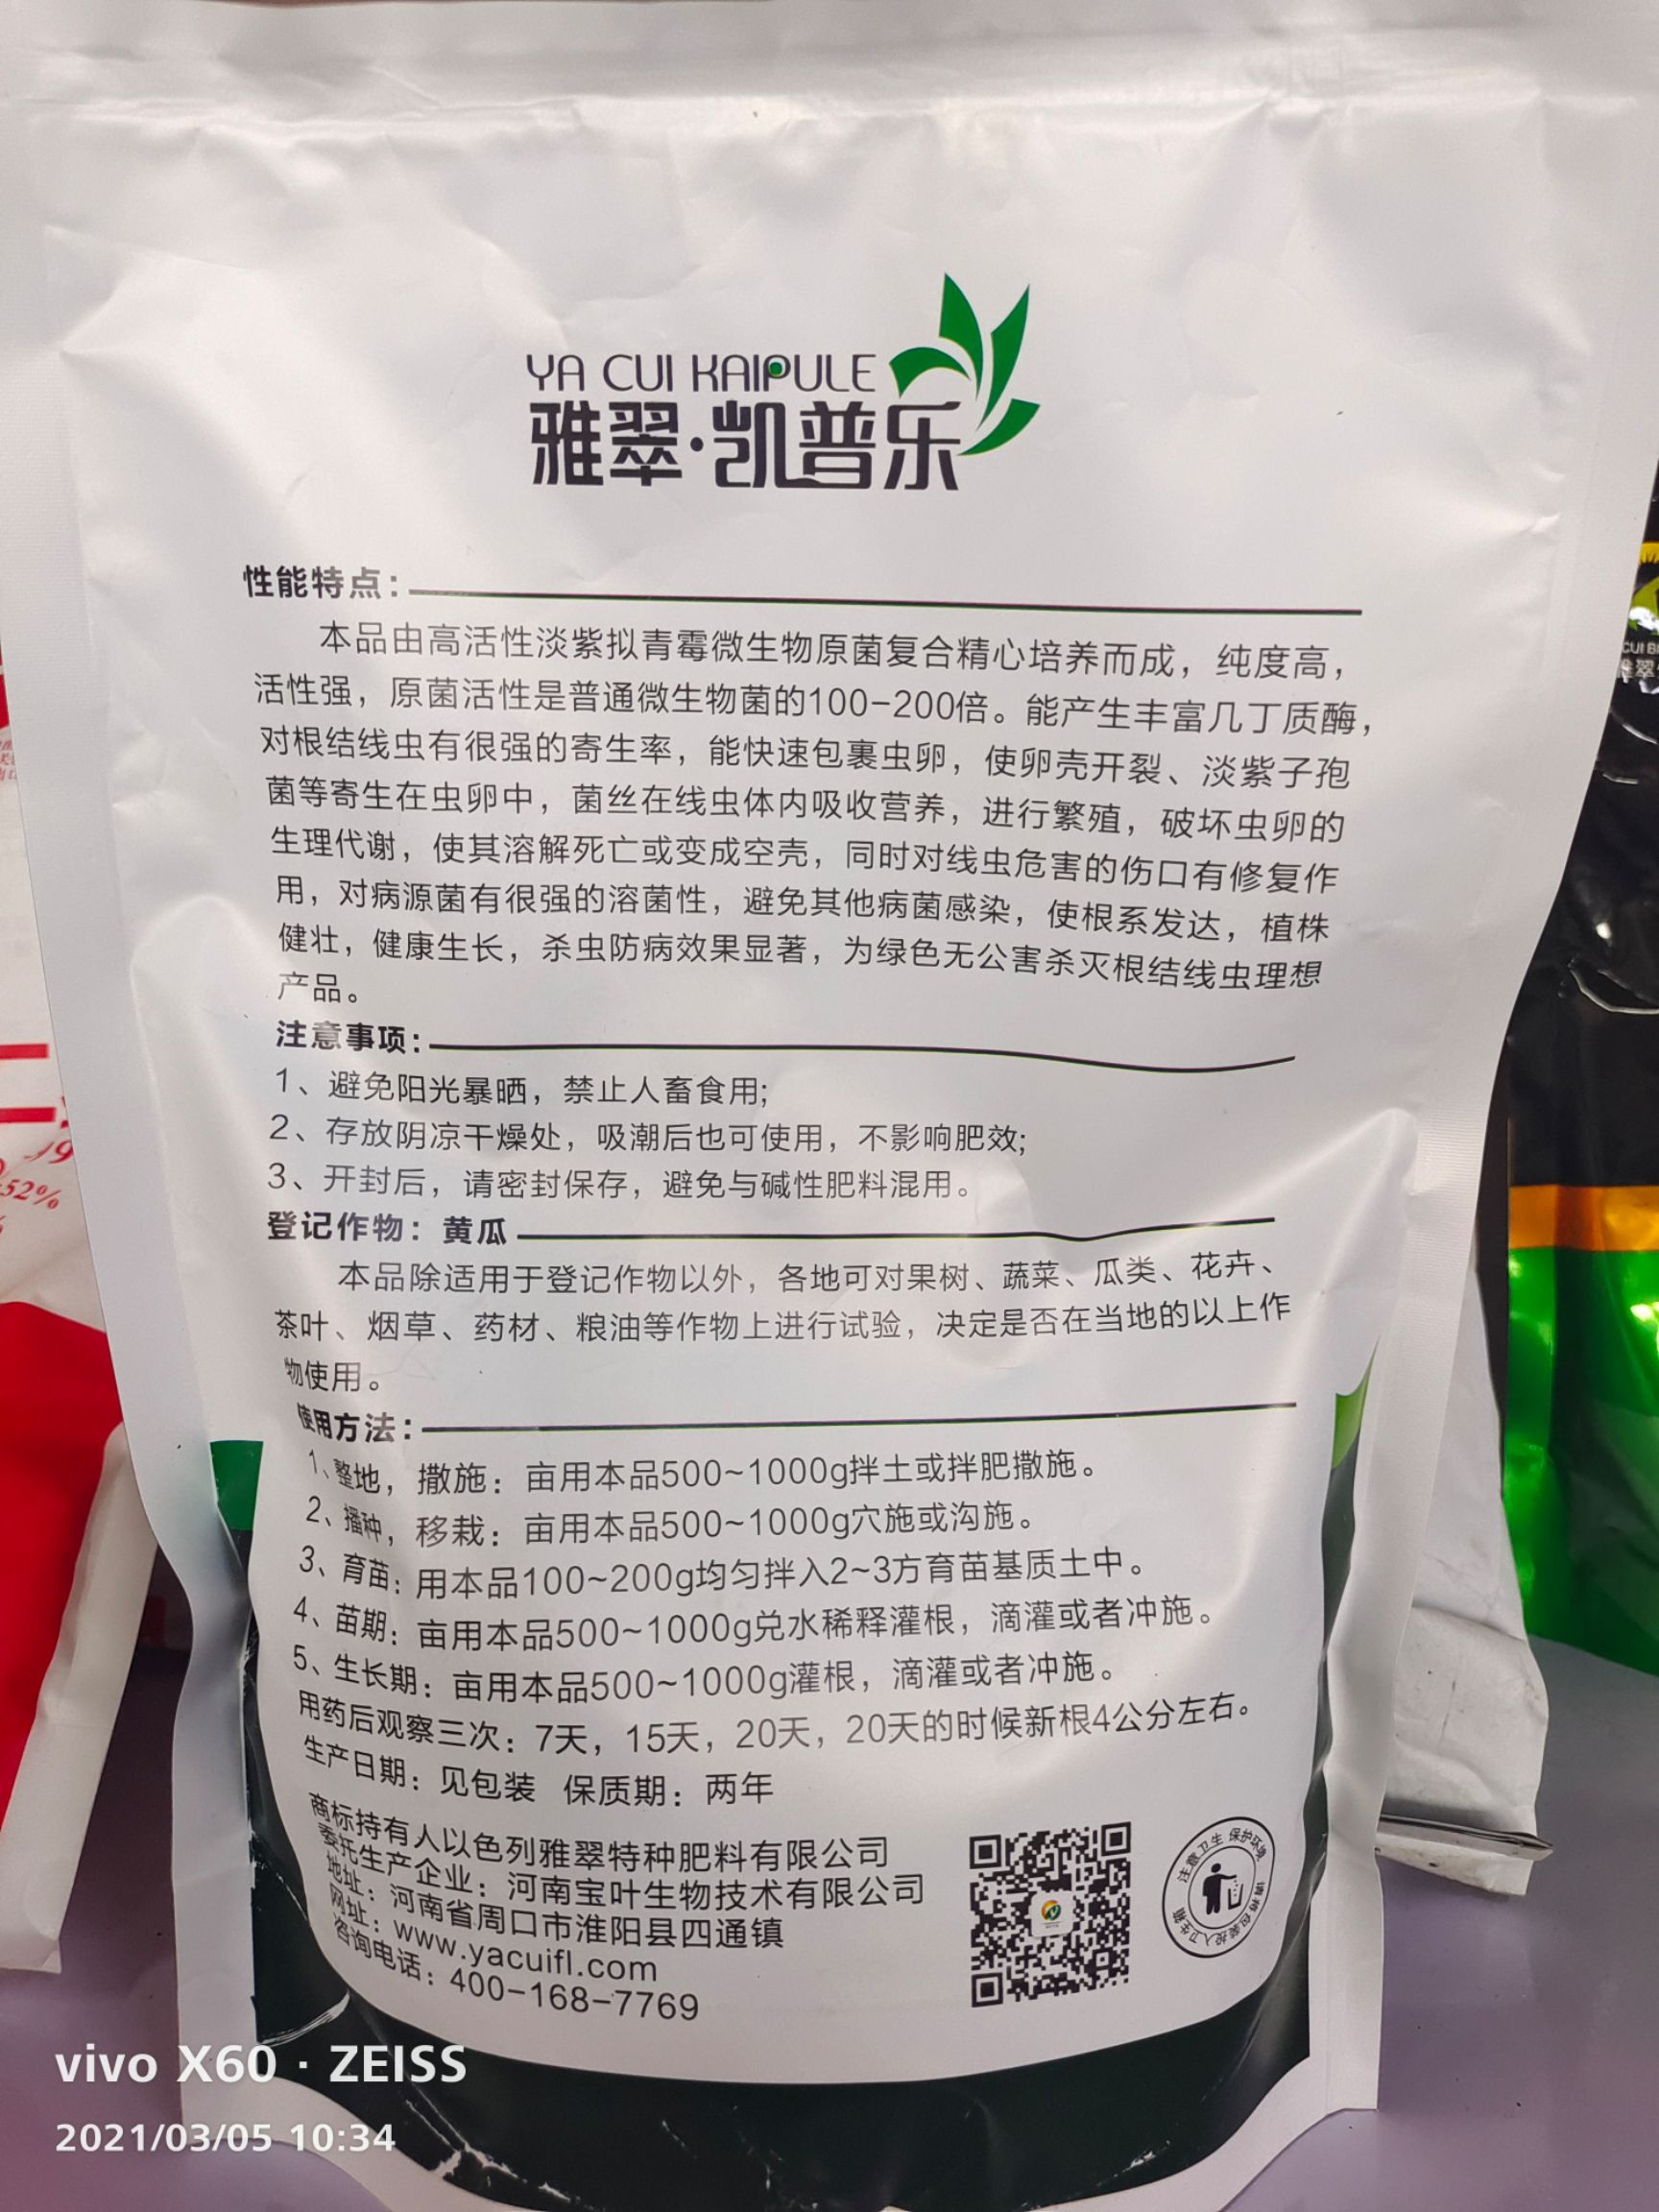 YA CUI KAIPULE
雅翠·凯普乐
性能特点：
本品由高活性淡紫拟青霉微生物原菌复合精心培养而成，纯度高，
活性强，原菌活性是普通微生物菌的100-200倍。能产生丰富几丁质酶，
对根结线虫有很强的寄生率，能快速包裹虫卵，使卵壳开裂、淡紫子孢
菌等寄生在虫卵中，菌丝在线虫体内吸收营养，进行繁殖，破坏虫卵的
生理代谢，使其溶解死亡或变成空壳，同时对线虫危害的伤口有修复作
用，对病源菌有很强的溶菌性，避免其他病菌感染，使根系发达，植株
健壮，健康生长，杀虫防病效果显著，为绿色无公害杀灭根结线虫理想
产品。
注意事项：
1、避免阳光暴晒，禁止人畜食用;
2、存放阴凉干燥处，吸潮后也可使用，不影响肥效;
3、开封后，请密封保存，避免与碱性肥料混用。
登记作物：黄瓜
本品除适用于登记作物以外，各地可对果树、蔬菜、瓜类、花卉、
茶叶、烟草、药材、粮油等作物上进行试验，决定是否在当地的以上作
物使用。
使用方法：
1、整地，撒施：亩用本品500~1000g拌土或拌肥撒施。
2、播种，移栽：亩用本品500~1000g穴施或沟施。
3、育苗：用本品100~200g均匀拌入2~3方育苗基质土中。
4、苗期：亩用本品500~1000g兑水稀释灌根，滴灌或者冲施。
5、生长期：亩用本品500~1000g灌根，滴灌或者冲施。
用药后观察三次：7天，15天，20天，20天的时候新根4公分左右。
生产日期：见包装 保质期：两年
商标持有人以色列雅翠特种肥料有限公司
委托生产企业：河南宝叶生物技术有限公司
地址：河南省周口市淮阳县四通镇
网址：www.yacuifl.com
咨询电话：400-168-7769
注意卫生 保护环境 请将包装投入卫生箱
52%
vivo X60 · ZEISS
2021/03/05 10:34